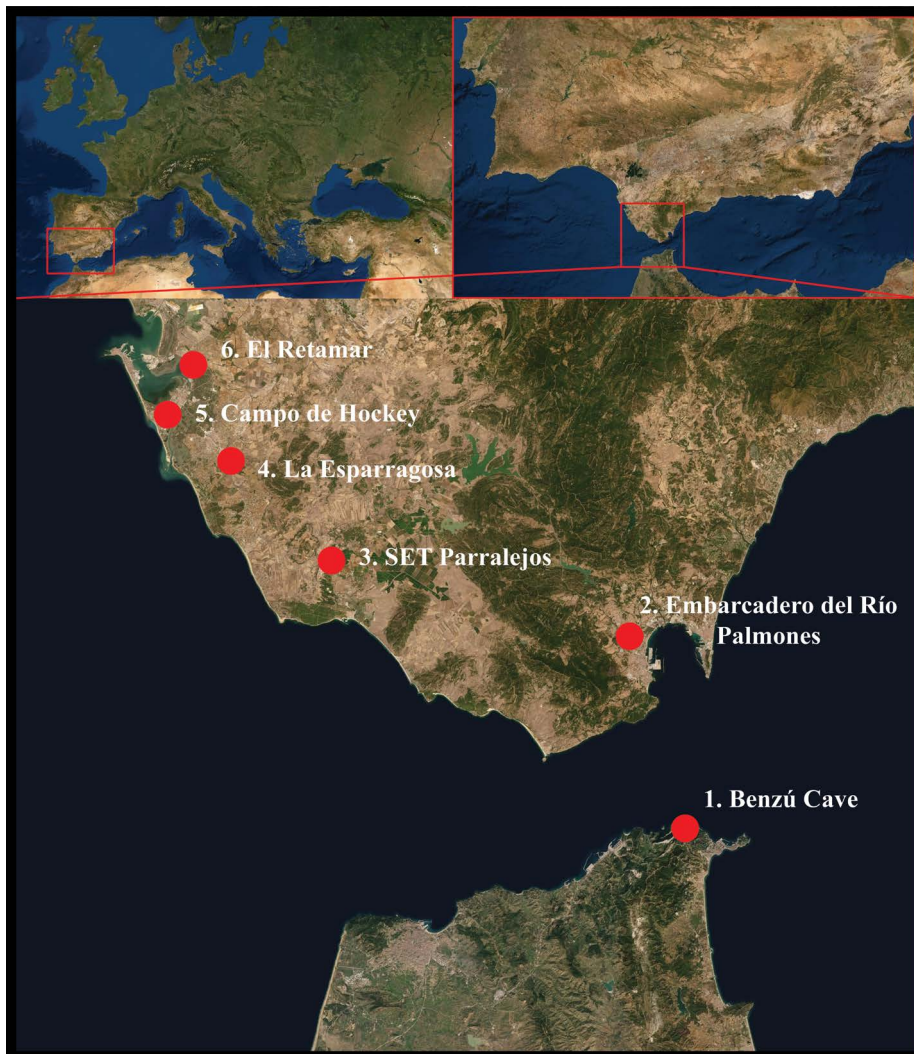 6. El Retamar
5. Campo de Hockey
4. La Esparragosa
3. SET Parralejos
2. Embarcadero del Río
Palmones
1. Benzú Cave